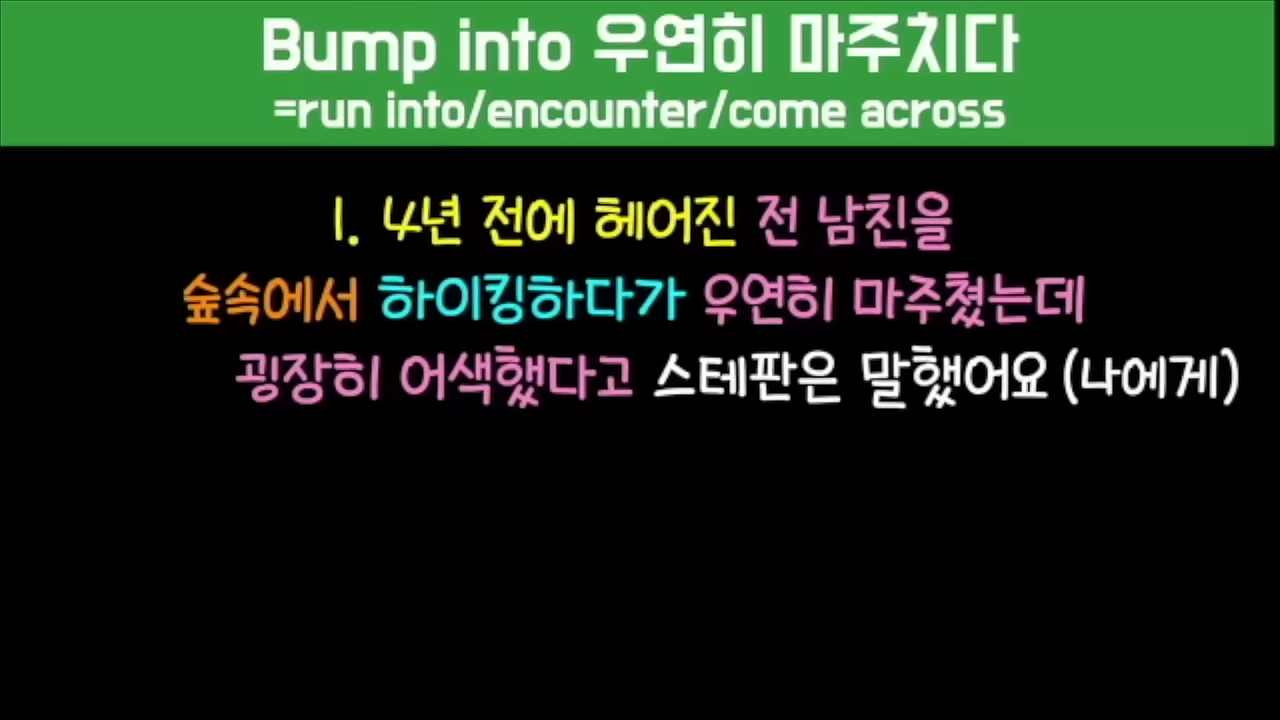 Bump into 우연히 마주치다
=run into/encounter/come across
1. 4년 전에 헤어진 전 남친을
숲속에서 하이킹하다가 우연히 마주쳤는데
굉장히 어색했다고 스테판은 말했어요 (나에게)